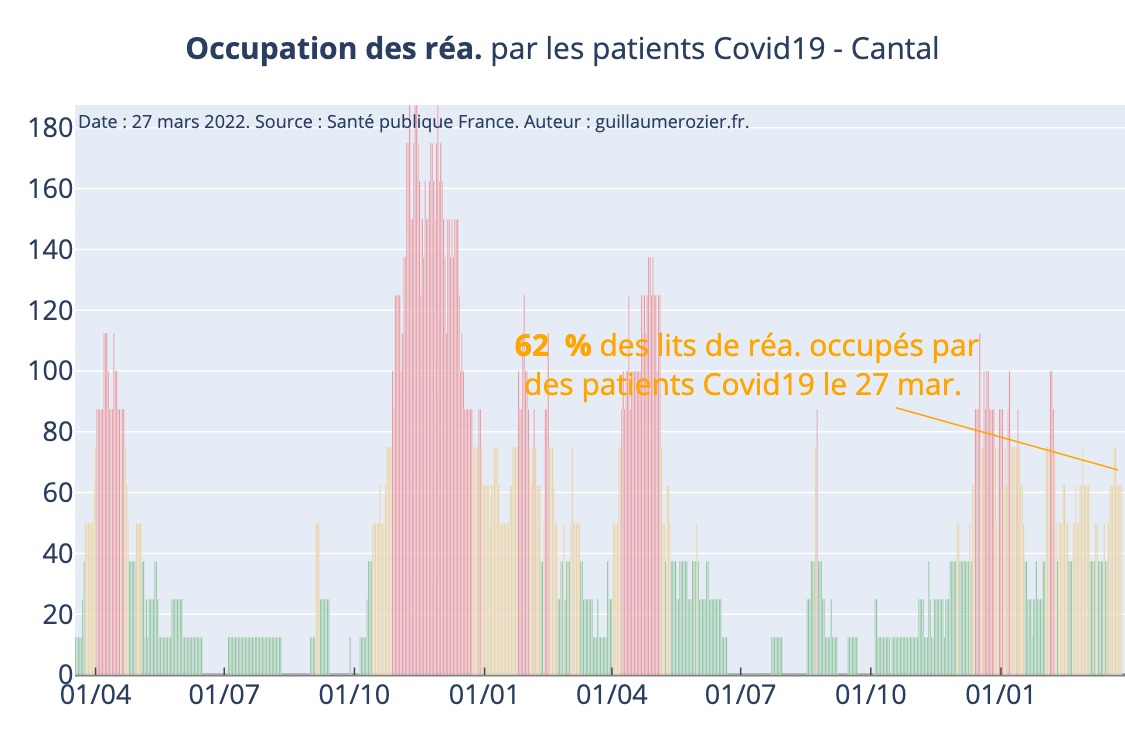 Occupation des réa. par les patients Covid19 - Cantal
Date : 27 mars 2022. Source : Santé publique France. Auteur : guillaumerozier.fr.
180
160
140
120
100
80
60
40
20
0
62 % des lits de réa. occupés par
des patients Covid19 le 27 mar.
01/04 01/07 01/10 01/01 01/04 01/07 01/10 01/01